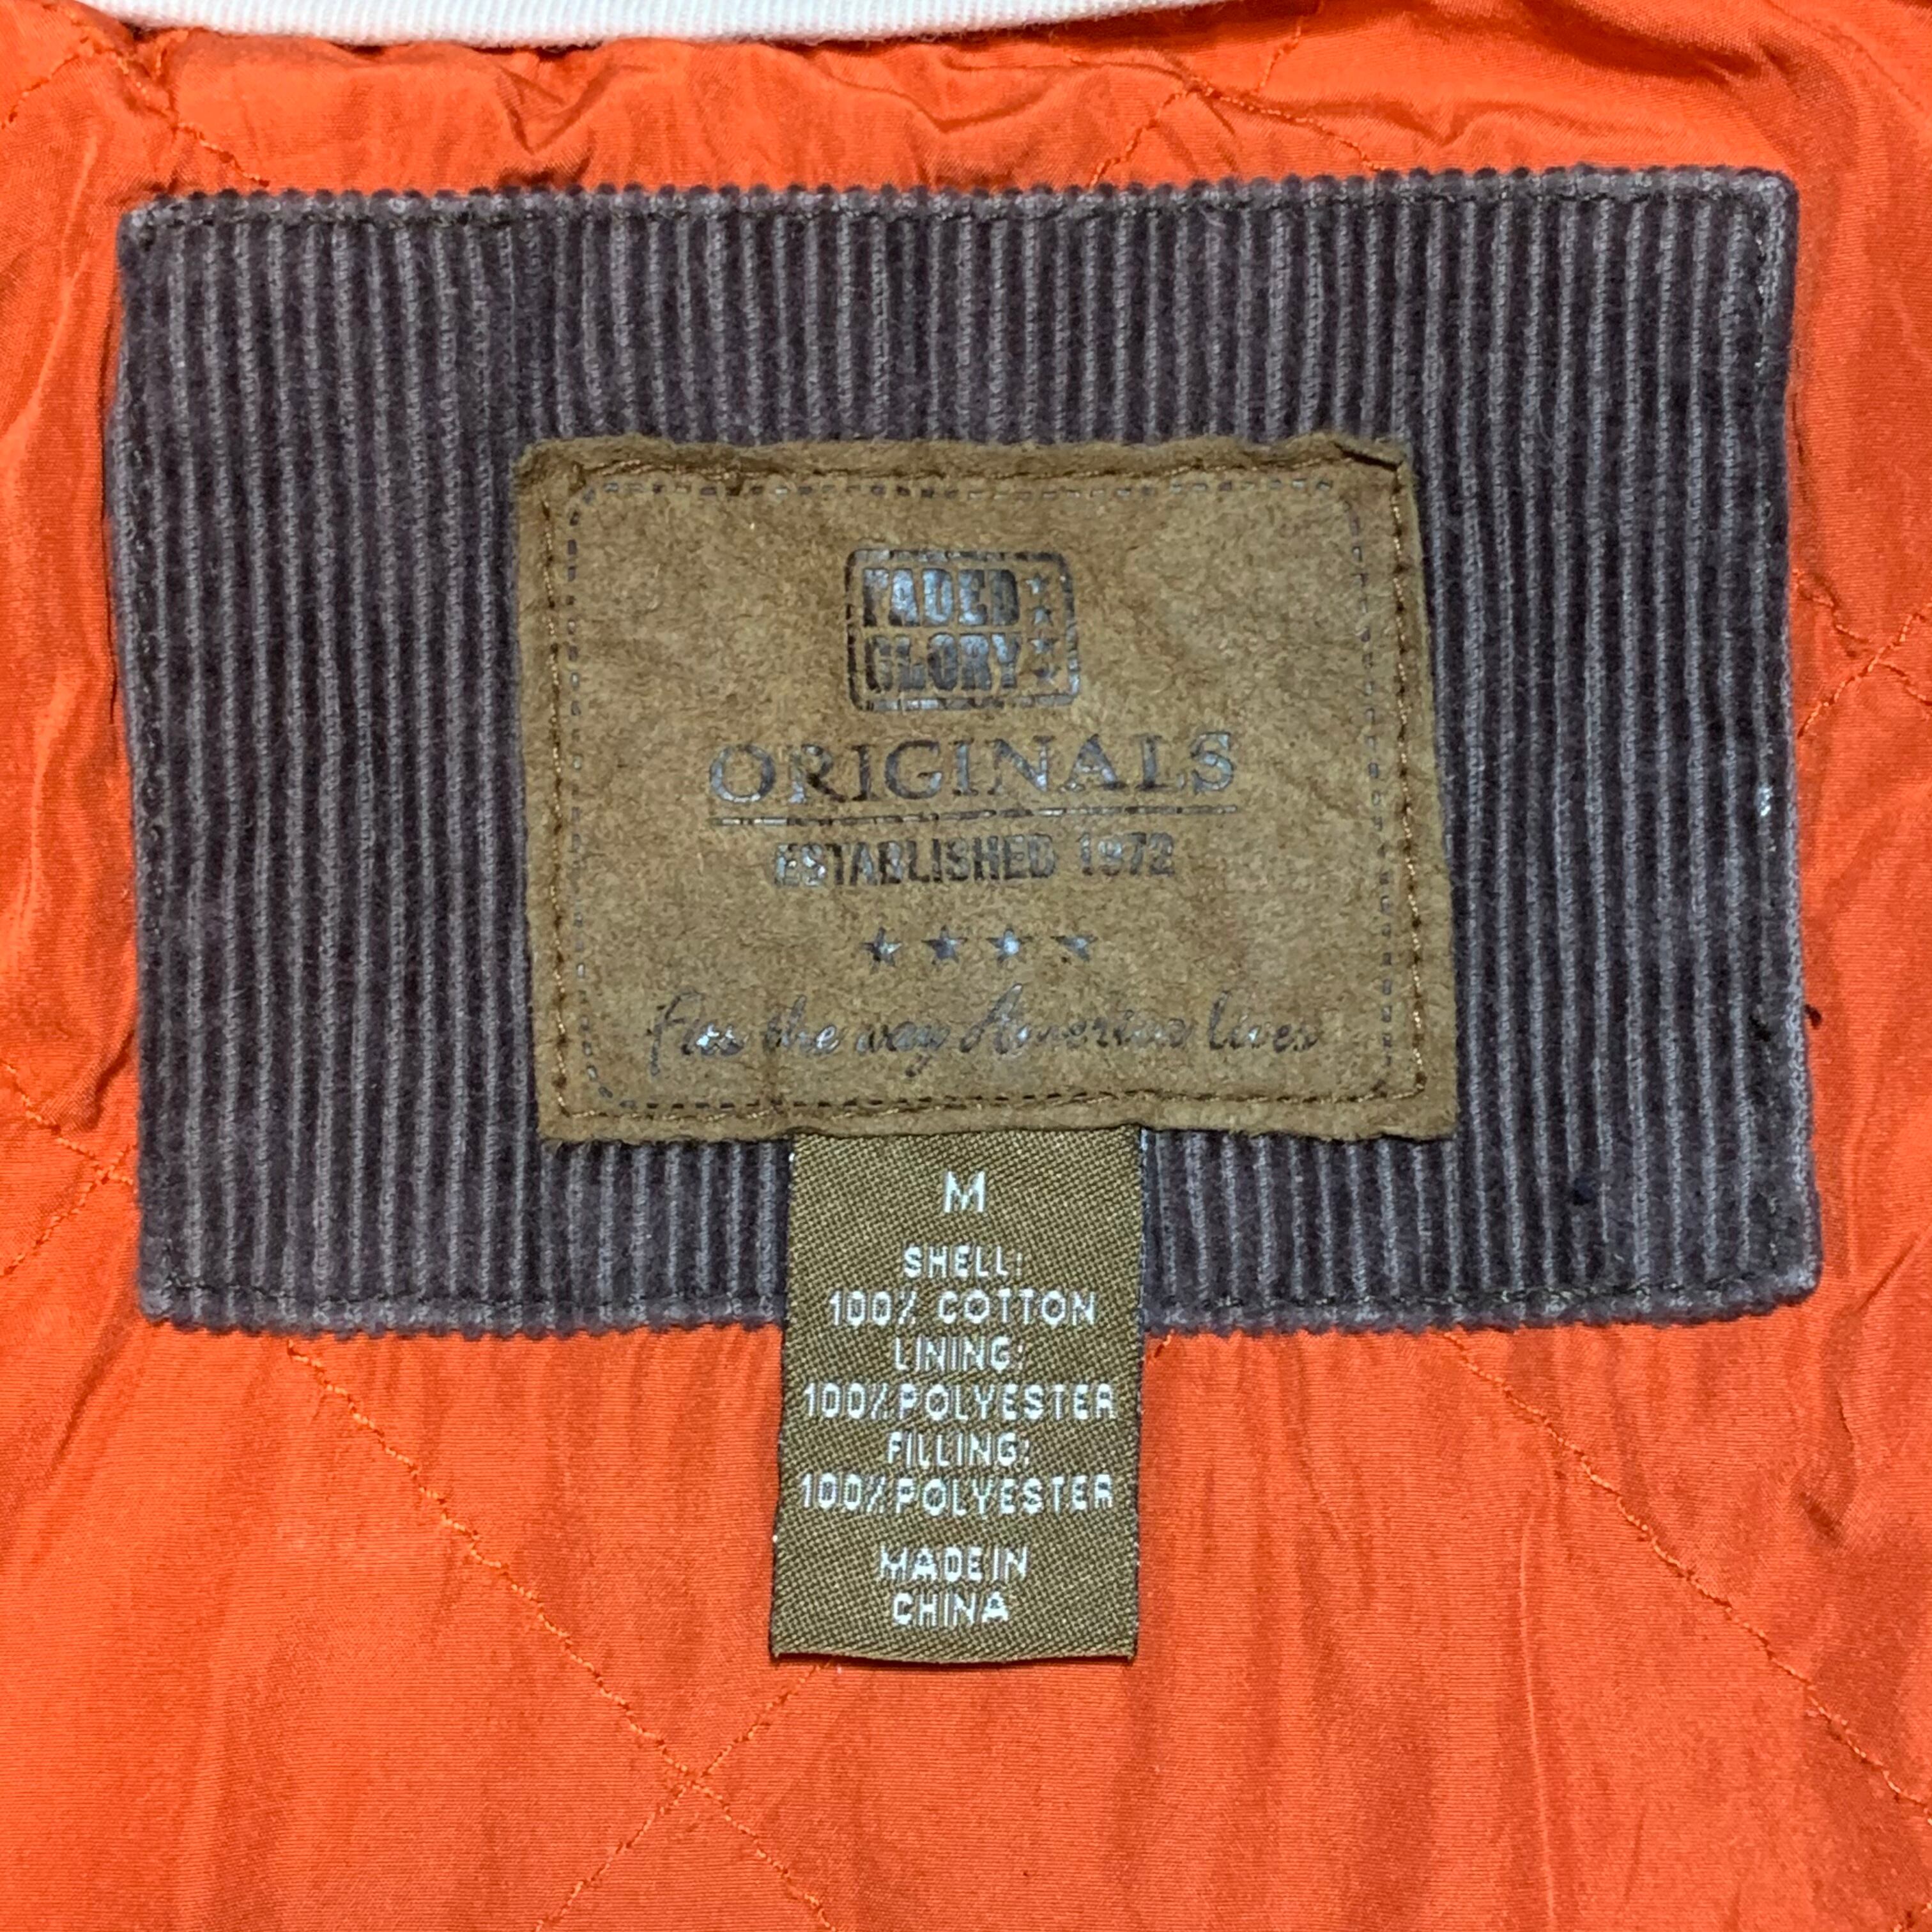 FADED
GLORY
ORIGINALS
ESTABLISHED 1972
fits the way America lives
M
SHELL:
100% COTTON
LINING:
100% POLYESTER
FILLING:
100% POLYESTER
MADE IN
CHINA